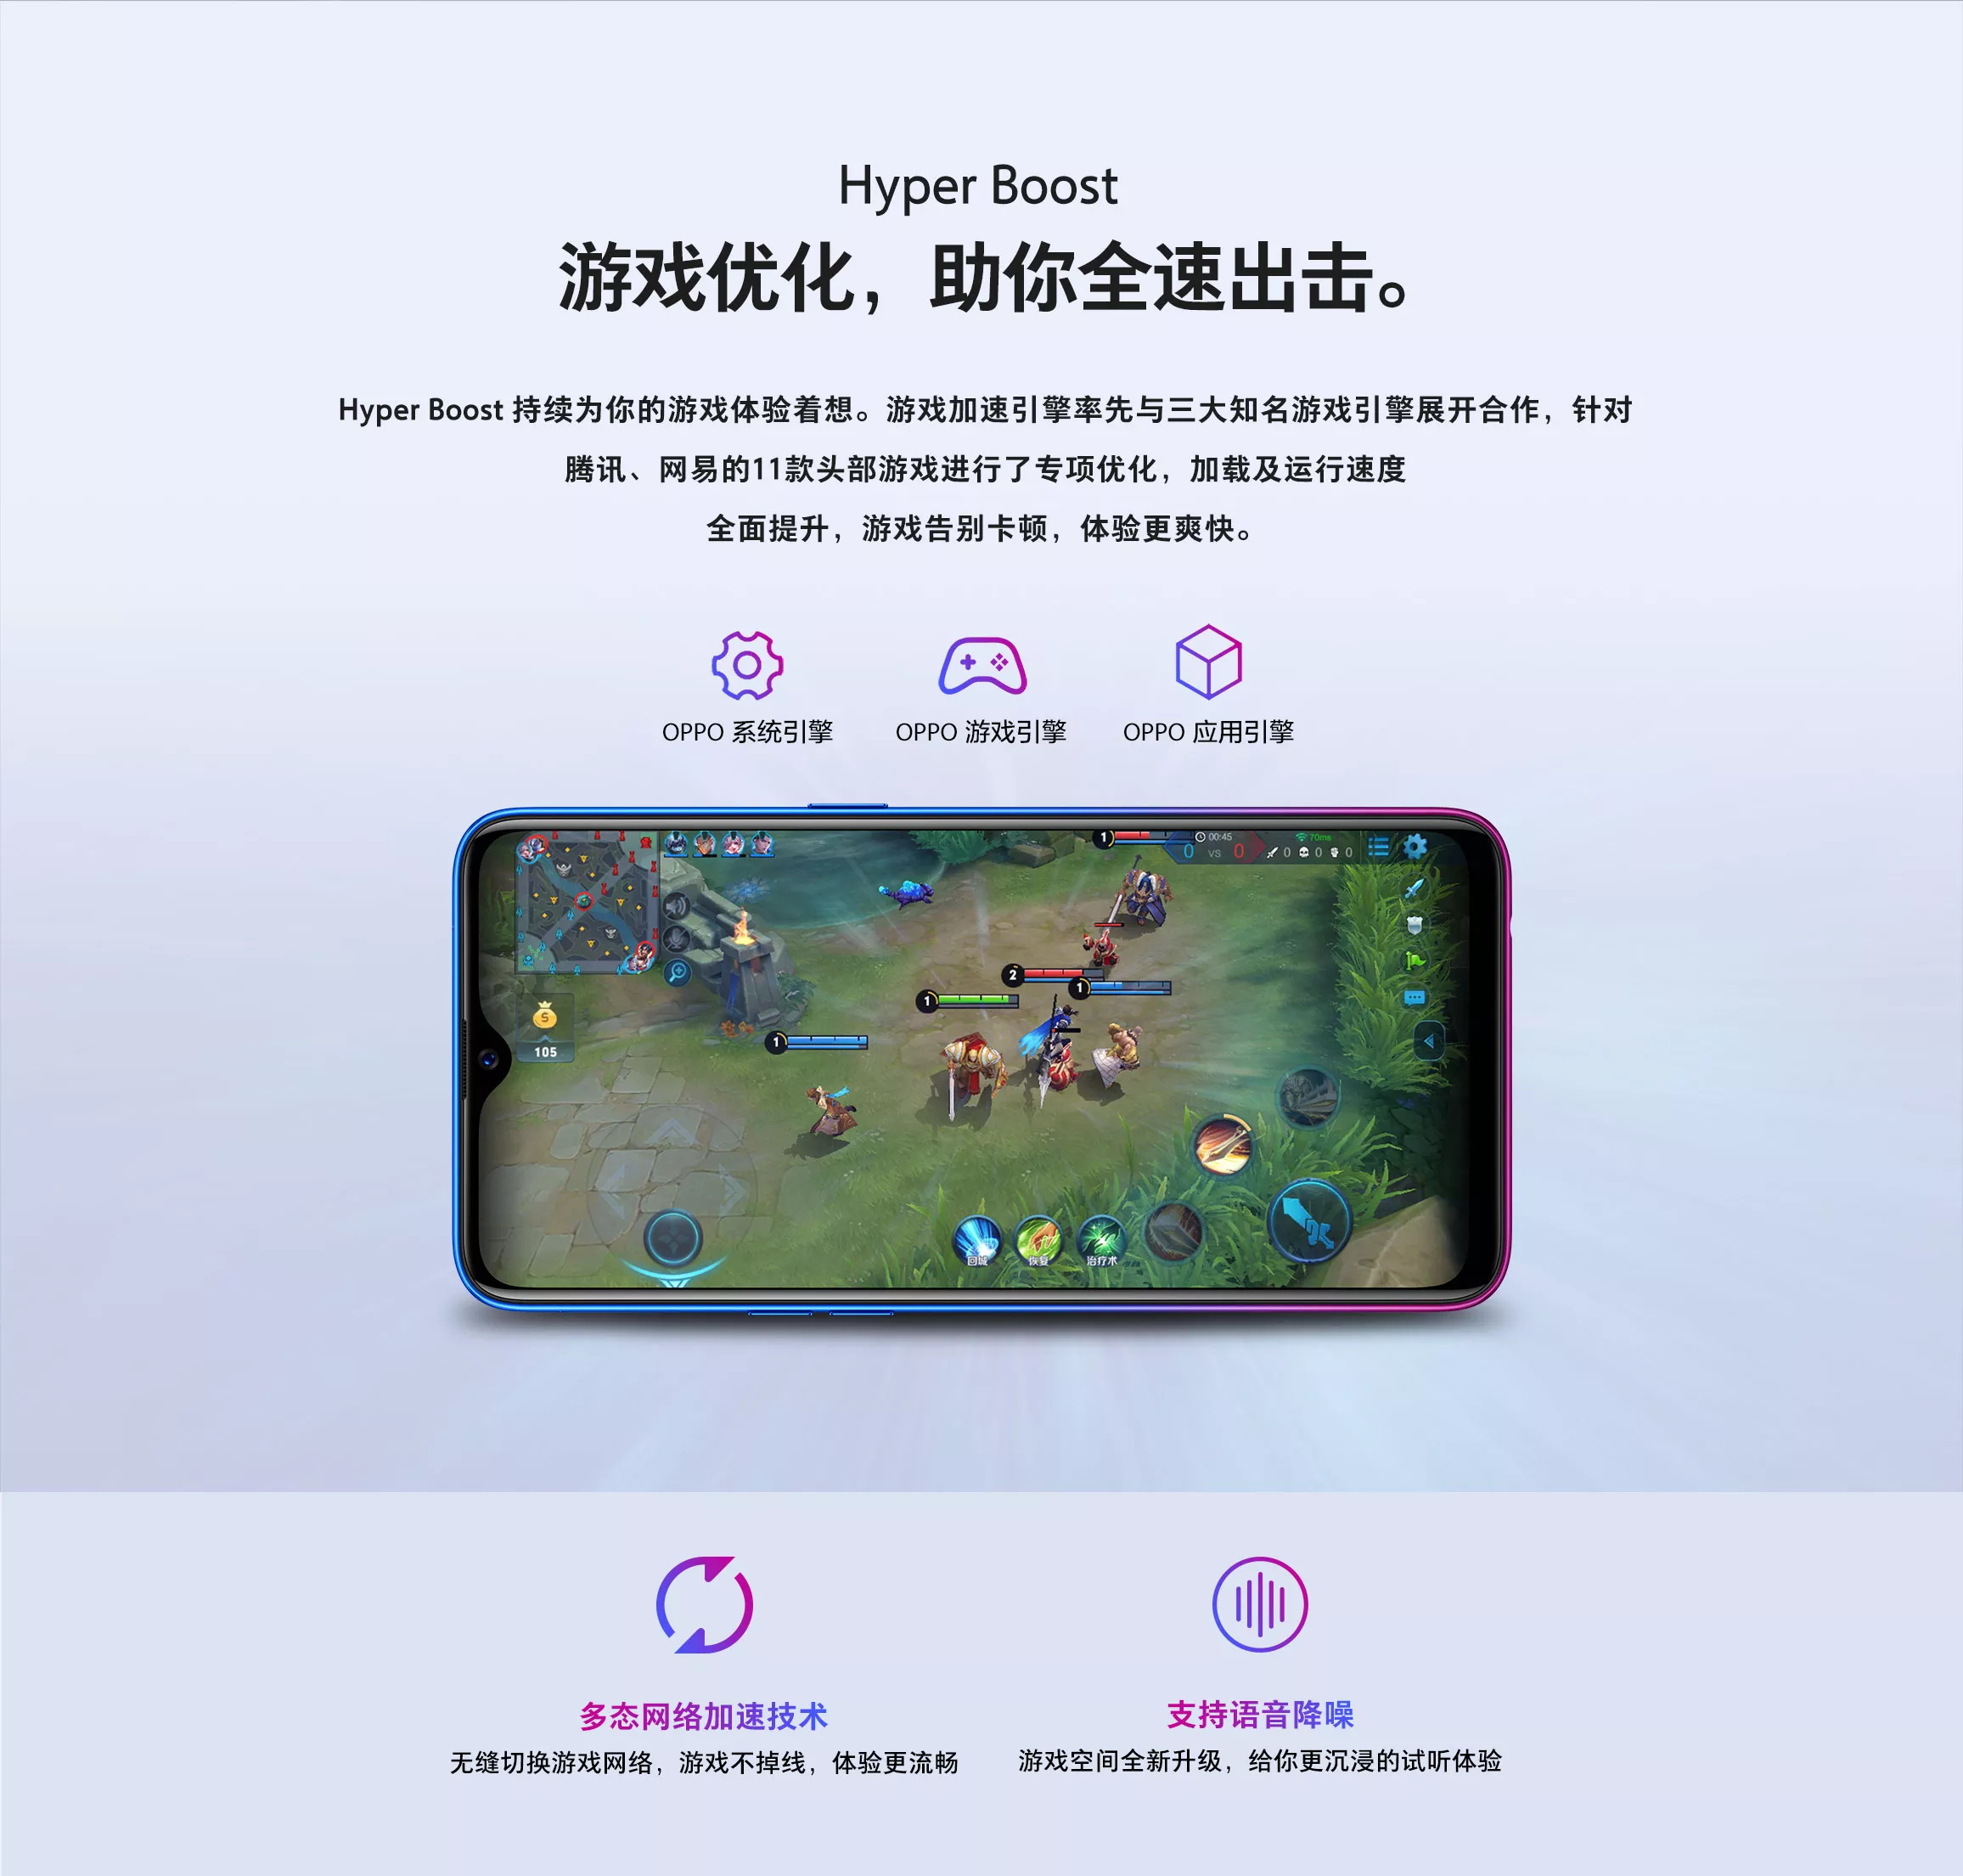 Hyper Boost
游戏优化，助你全速出击。
Hyper Boost 持续为你的游戏体验着想。游戏加速引擎率先与三大知名游戏引擎展开合作，针对
腾讯、网易的11款头部游戏进行了专项优化，加载及运行速度
全面提升，游戏告别卡顿，体验更爽快。
OPPO 系统引擎
OPPO 游戏引擎
OPPO 应用引擎
1
00:45
70ms
0 VS 0
0 0 0
2
1
1
1
105
回城
恢复
治疗术
多态网络加速技术
无缝切换游戏网络，游戏不掉线，体验更流畅
支持语音降噪
游戏空间全新升级，给你更沉浸的试听体验